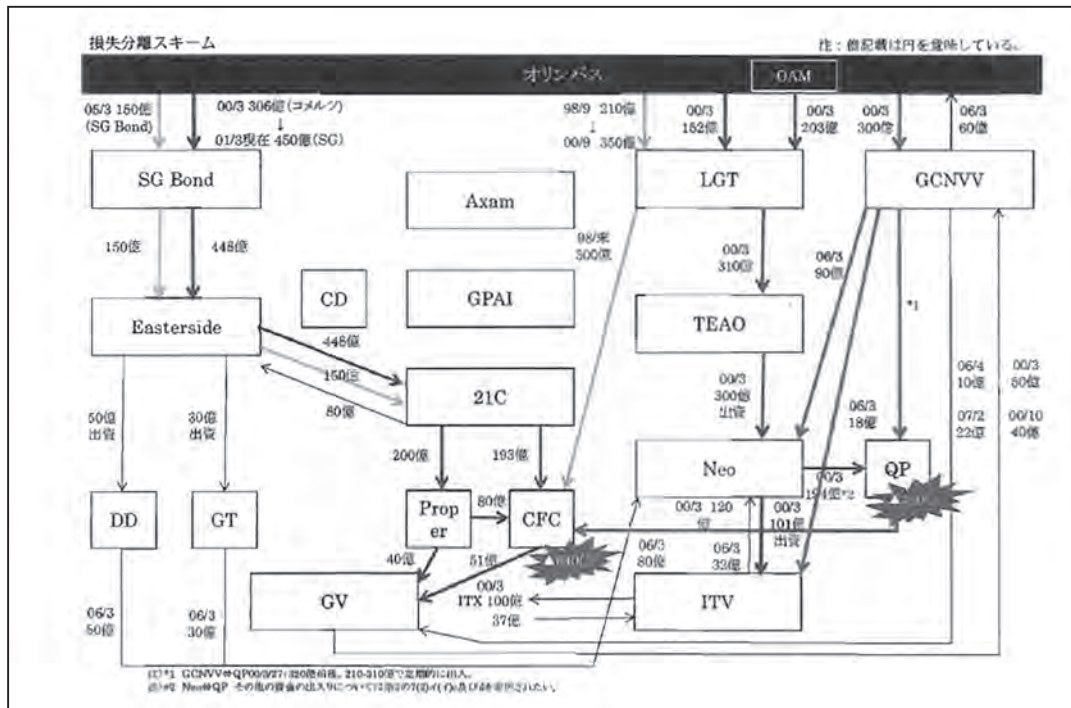 損失分離スキーム
注:億記載は円を意味している。
オリンパス
OAM
05/3 150億
(SG Bond)
00/3 306億(コメルツ)
↓
01/3現在 450億(SG)
98/9 210億
↓
00/9 350億
00/3
152億
00/3
203億
00/3
300億
06/3
60億
SG Bond
Axam
LGT
GCNVV
150億
448億
98/末
300億
00/3
310億
06/3
90億
*1
CD
GPAI
TEAO
Easterside
448億
150億
80億
21C
00/3
300億
出資
06/3
18億
06/4
10億
07/2
22億
00/3
50億
00/10
40億
50億
出資
30億
出資
200億
193億
Neo
QP
00/3
194億*2
DD
GT
Prop
er
80億
CFC
00/3 120
億
00/3
101億
出資
40億
51億
06/3
80億
06/3
32億
GV
00/3
ITX 100億
37億
ITV
06/3
50億
06/3
30億